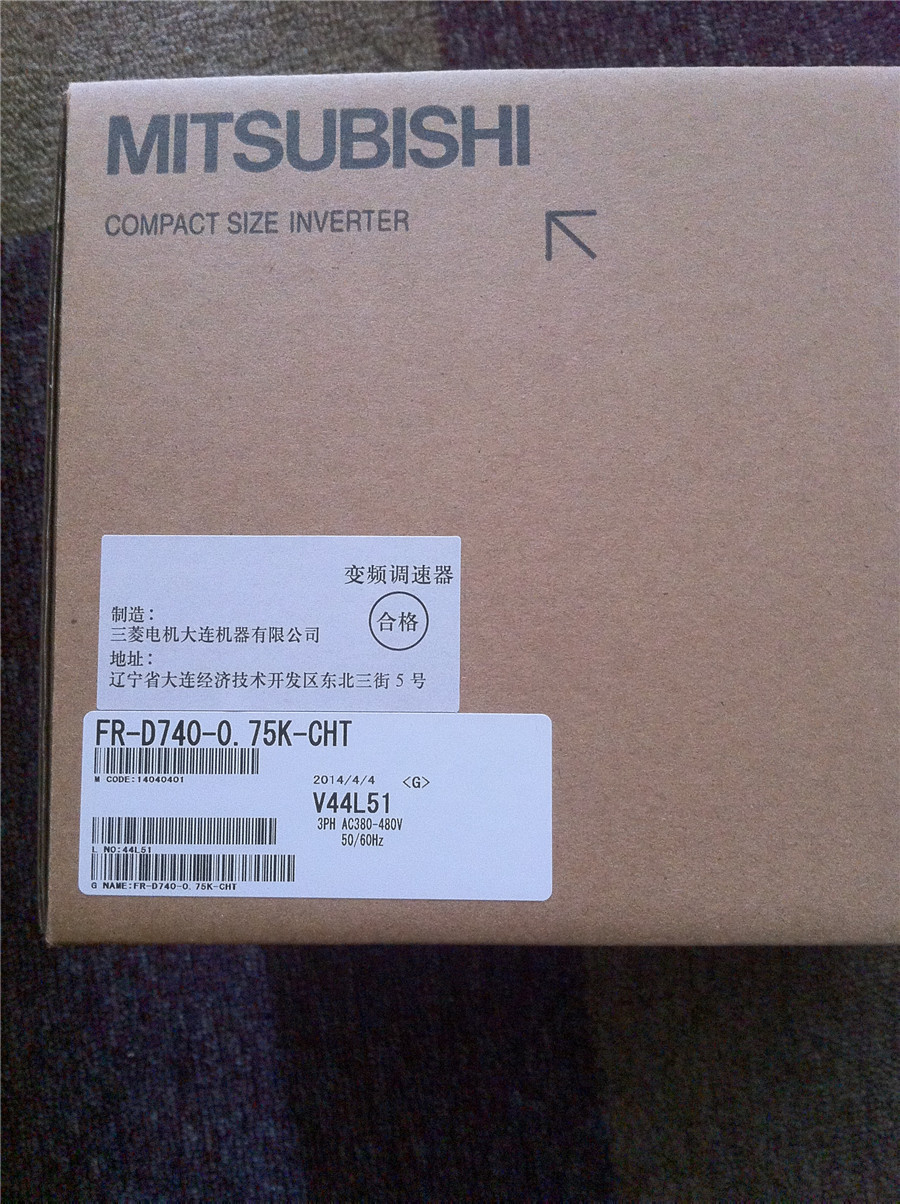 MITSUBISHI
COMPACT SIZE INVERTER
变频调速器
合格
制造：
三菱电机大连机器有限公司
地址：
辽宁省大连经济技术开发区东北三街 5 号
FR-D740-0.75K-CHT
M CODE:14040401
2014/4/4 <G>
V44L51
3PH AC380-480V
50/60Hz
L NO:44L51
G NAME:FR-D740-0.75K-CHT